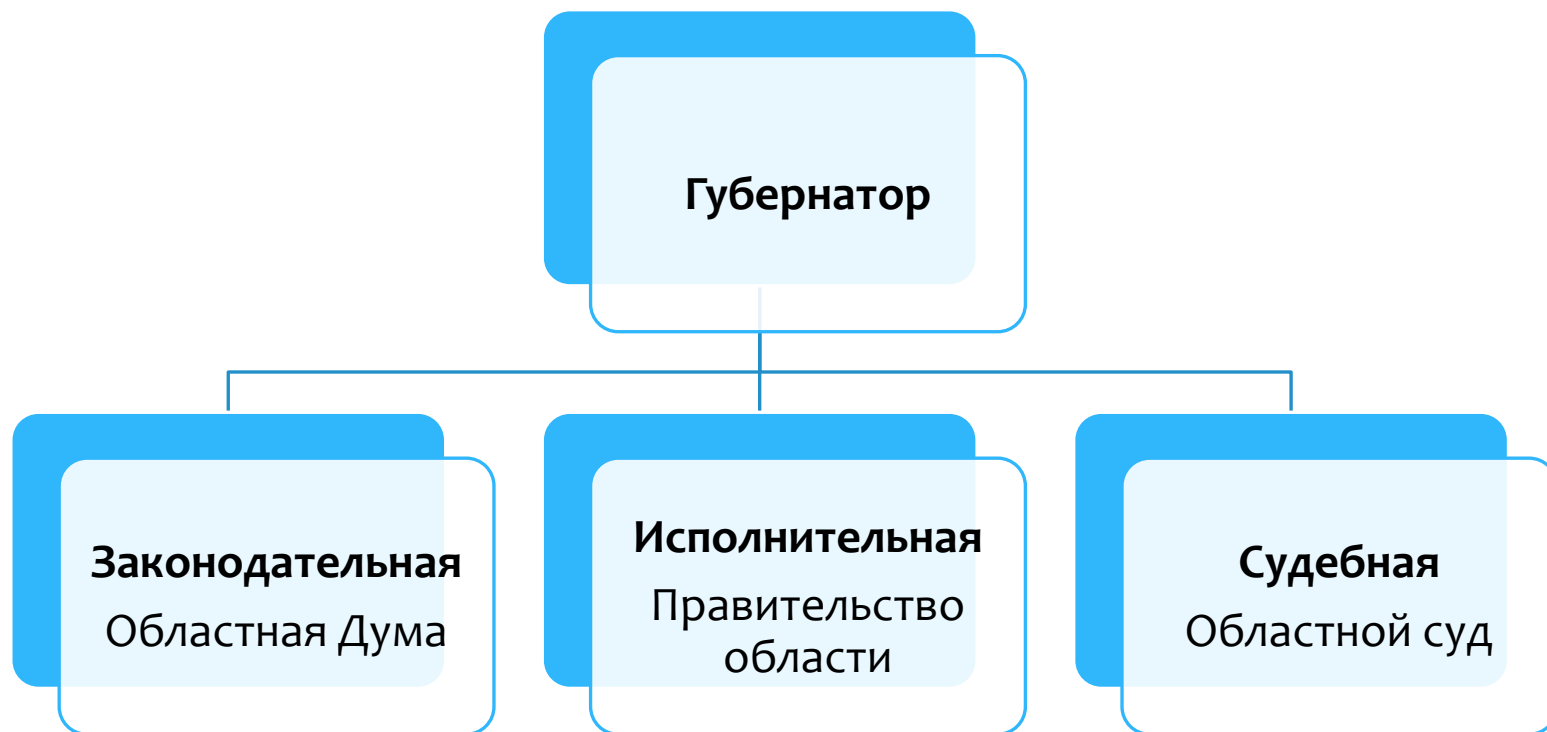 Губернатор
Законодательная
Областная Дума
Исполнительная
Правительство
области
Судебная
Областной суд